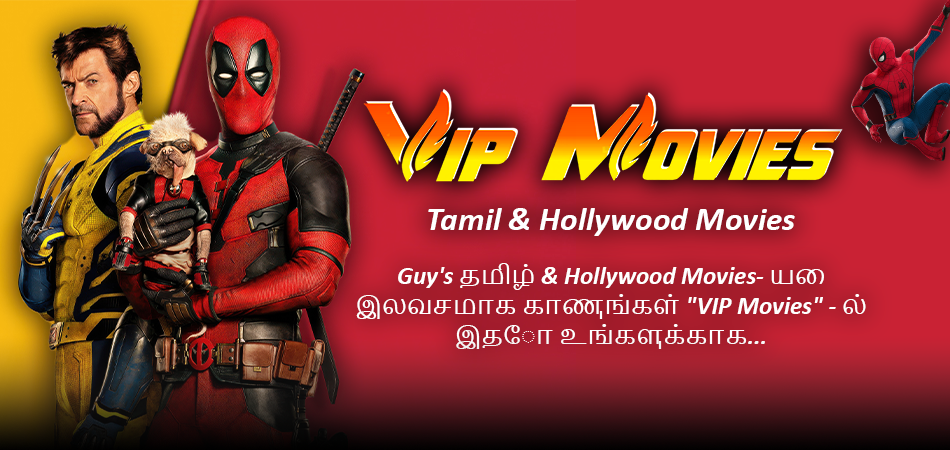 VIP MOVIES
Tamil & Hollywood Movies
Guy's தமிழ் & Hollywood Movies- யை
இலவசமாக காணுங்கள் "VIP Movies" - ல்
இதோ உங்களுக்காக...